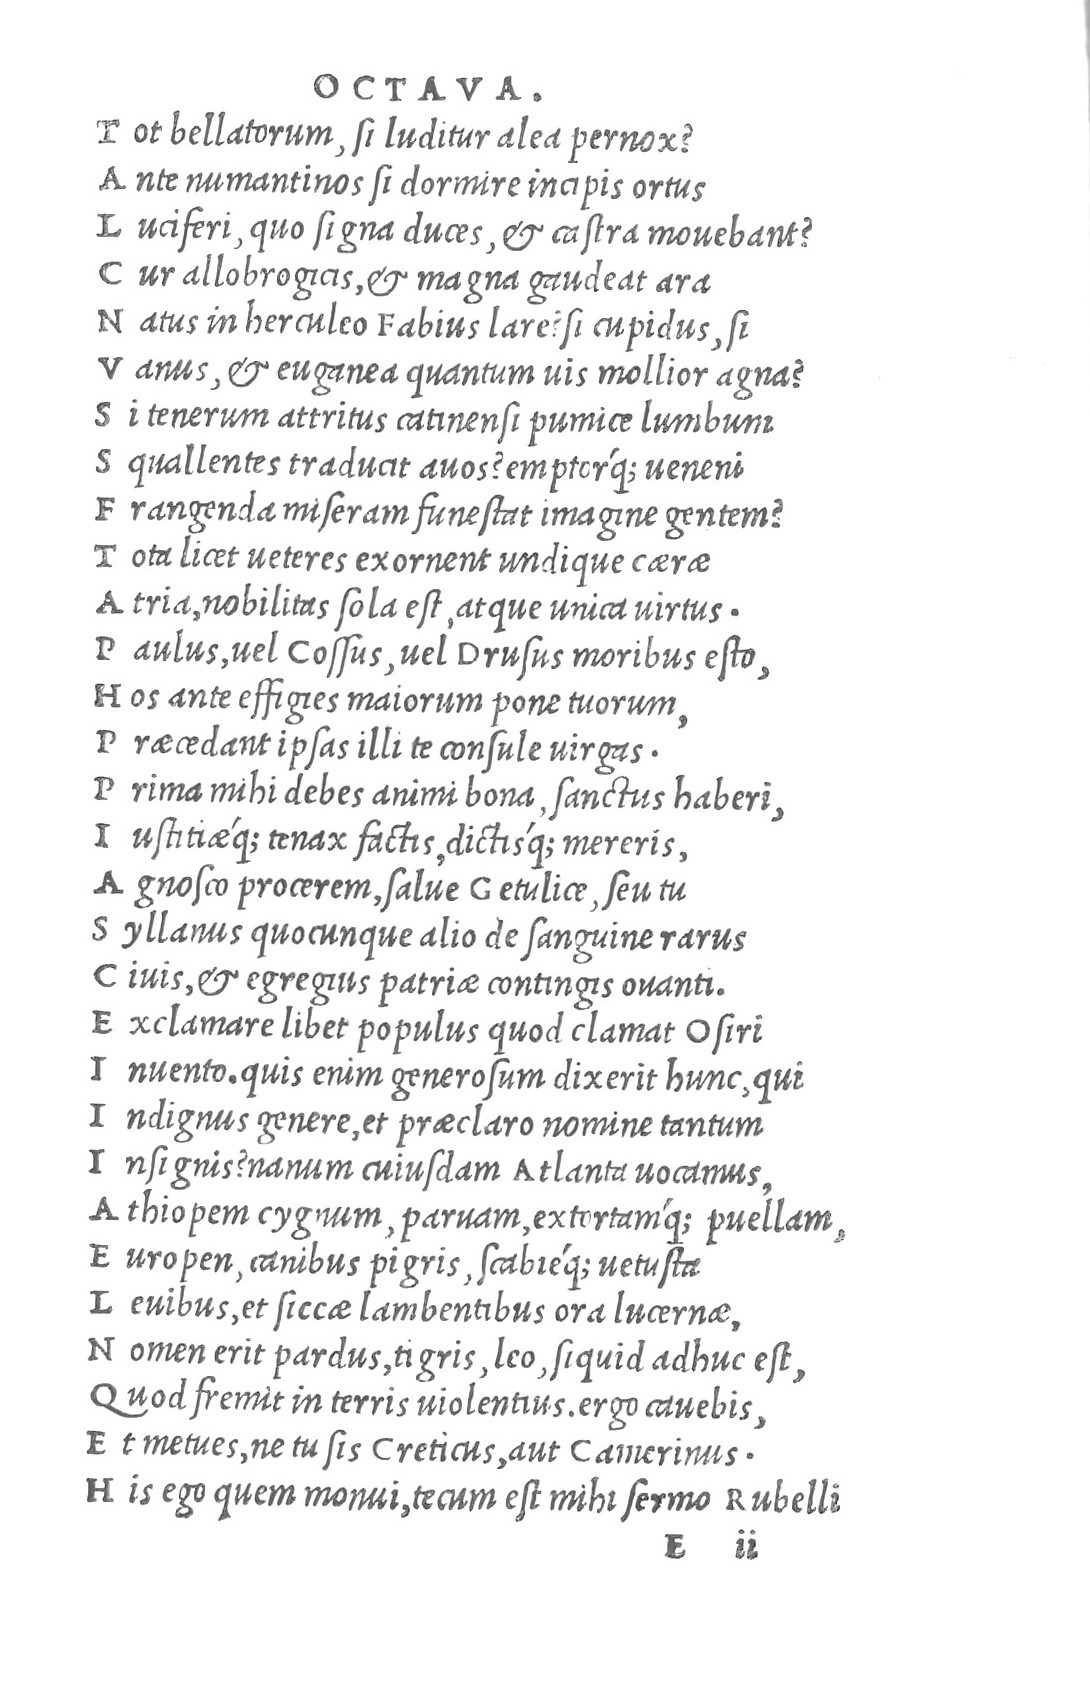 OCTAVA.
Tot bellatorum, ſi luditur alea pernox?
Ante numantinos ſi dormire incipis ortus
Luciferi, quo ſigna duces, & caſtra mouebant?
Cur allobrogicis, & magna gaudeat ara
Natus in herculeo Fabius lare? ſi cupidus, ſi
Vanus, & euganea quantum uis mollior agna?
Si tenerum attritus catinenſi pumice lumbum
Squallentes traducit auos? emptor´q; ueneni
Frangenda miſeram funeſtat imagine gentem?
Tota licet ueteres exornent undique cæræ
Atria, nobilitas ſola eſt, atque unica uirtus.
Paulus, uel Coſſus, uel Druſus moribus eſto,
Hos ante effigies maiorum pone tuorum,
Præcedant ipſas illi te conſule uirgas.
Prima mihi debes animi bona, ſanctus haberi,
Iuſtitiæ´q; tenax factis, dictis´q; mereris,
Agnoſco procerem, ſalue Getulice, ſeu tu
Syllanus quocunque alio de ſanguine rarus
Ciuis, & egregius patriæ contingis ouanti.
Exclamare libet populus quod clamat Oſiri
Inuento. quis enim generoſum dixerit hunc, qui
Indignus genere, et præclaro nomine tantum
Inſignis? nanum cuiuſdam Atlanta uocamus,
Athiopem cygnum, paruam, extortam´q; puellam,
Europen, canibus pigris, ſcabie´q; uetuſta
Leuibus, et ſiccæ lambentibus ora lucernæ,
Nomen erit pardus, tigris, leo, ſiquid adhuc eſt,
Quod fremit in terris uiolentius. ergo cauebis,
Et metues, ne tu ſis Creticus, aut Camerinus.
His ego quem monui, tecum eſt mihi ſermo Rubelli
E ii